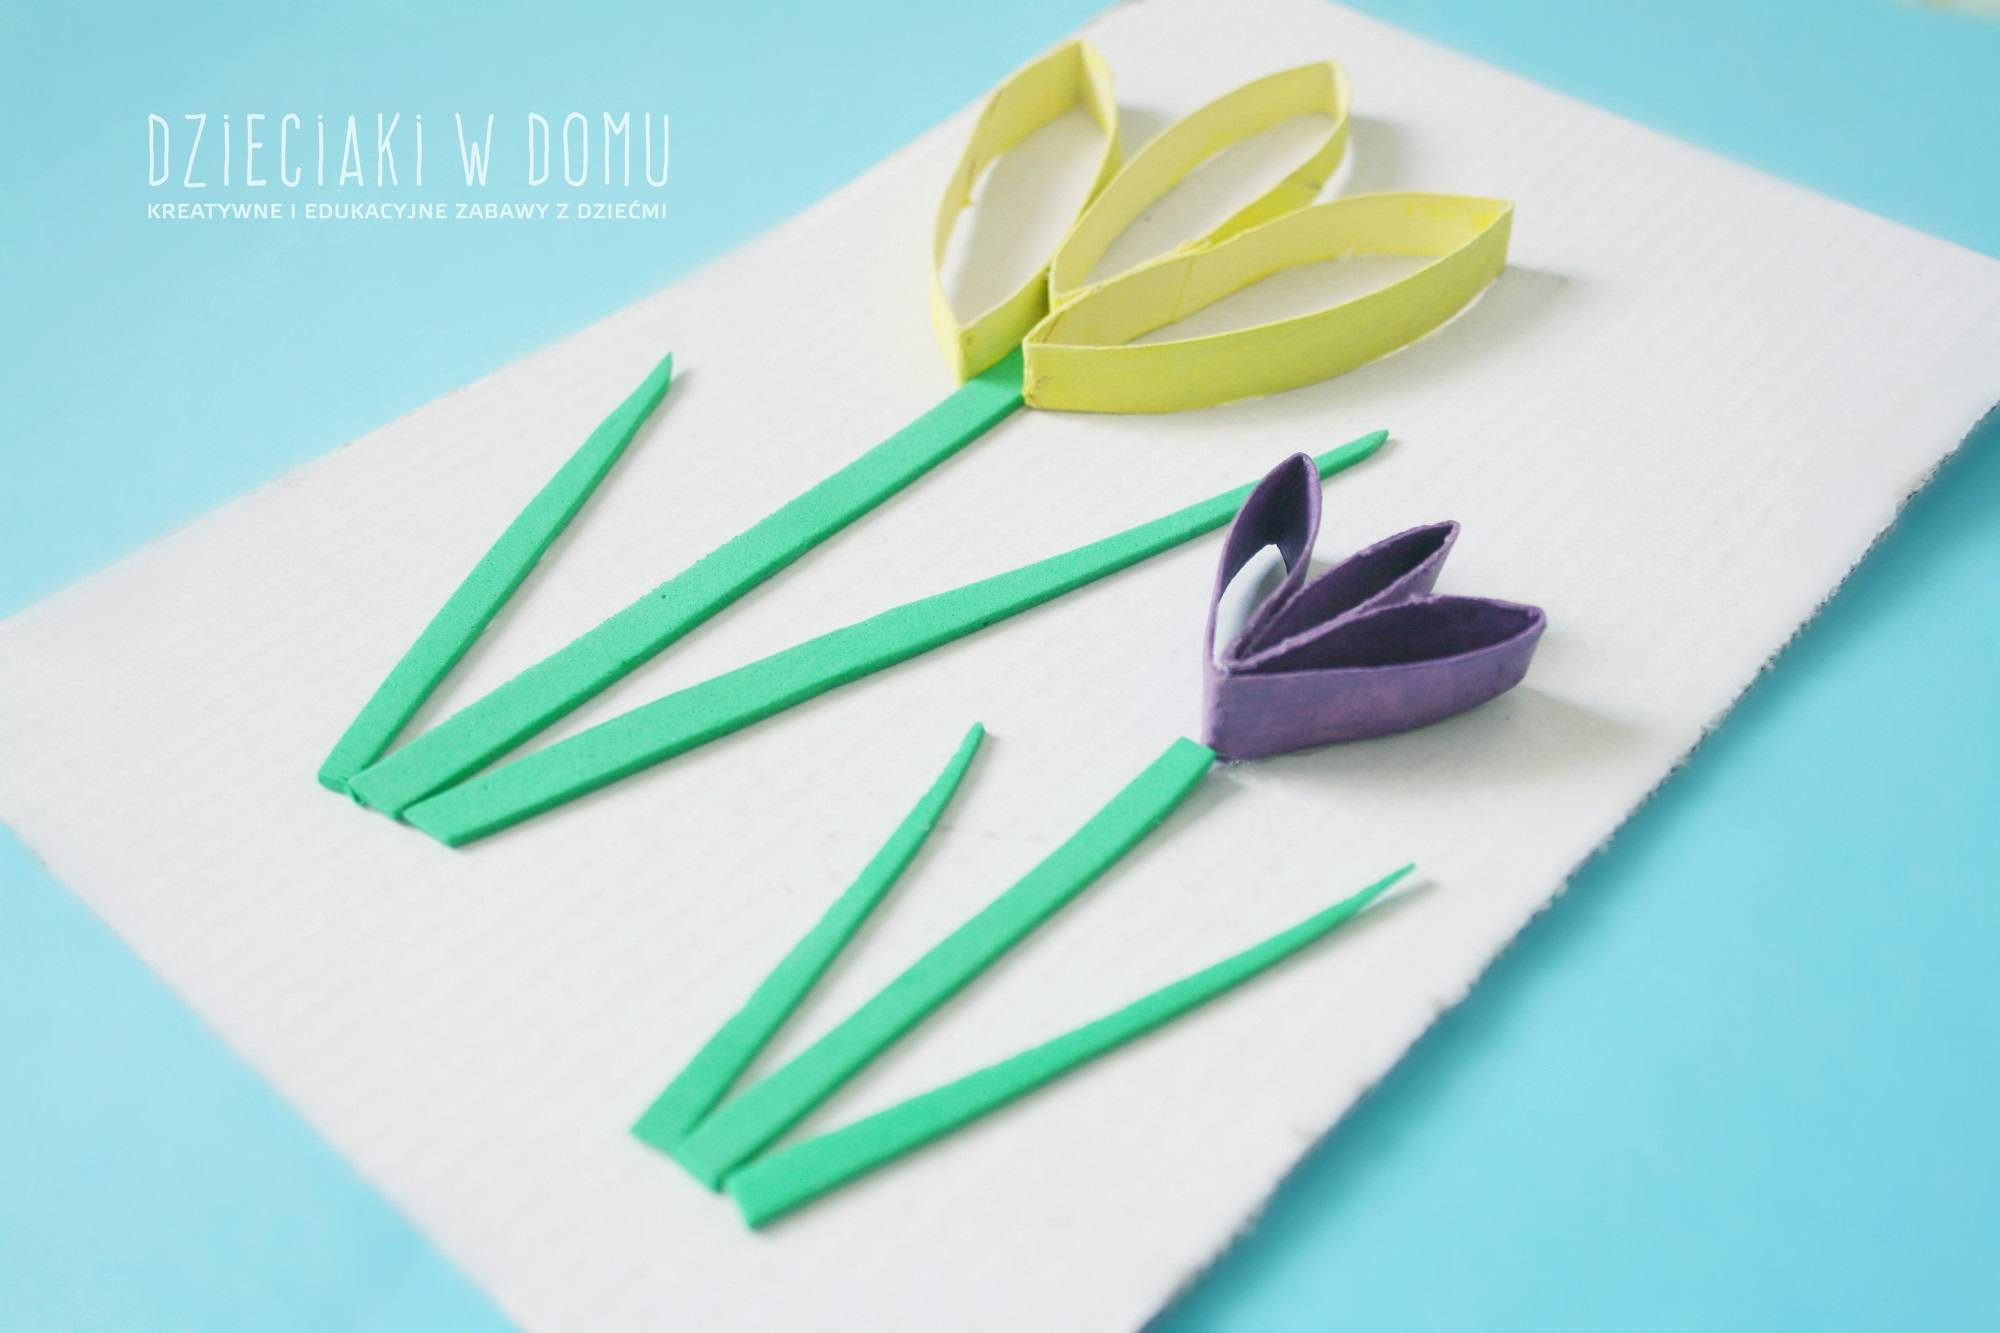 DZiECiAKi W DOMU
KREATYWNE I EDUKACYJNE ZABAWY Z DZIEĆMI